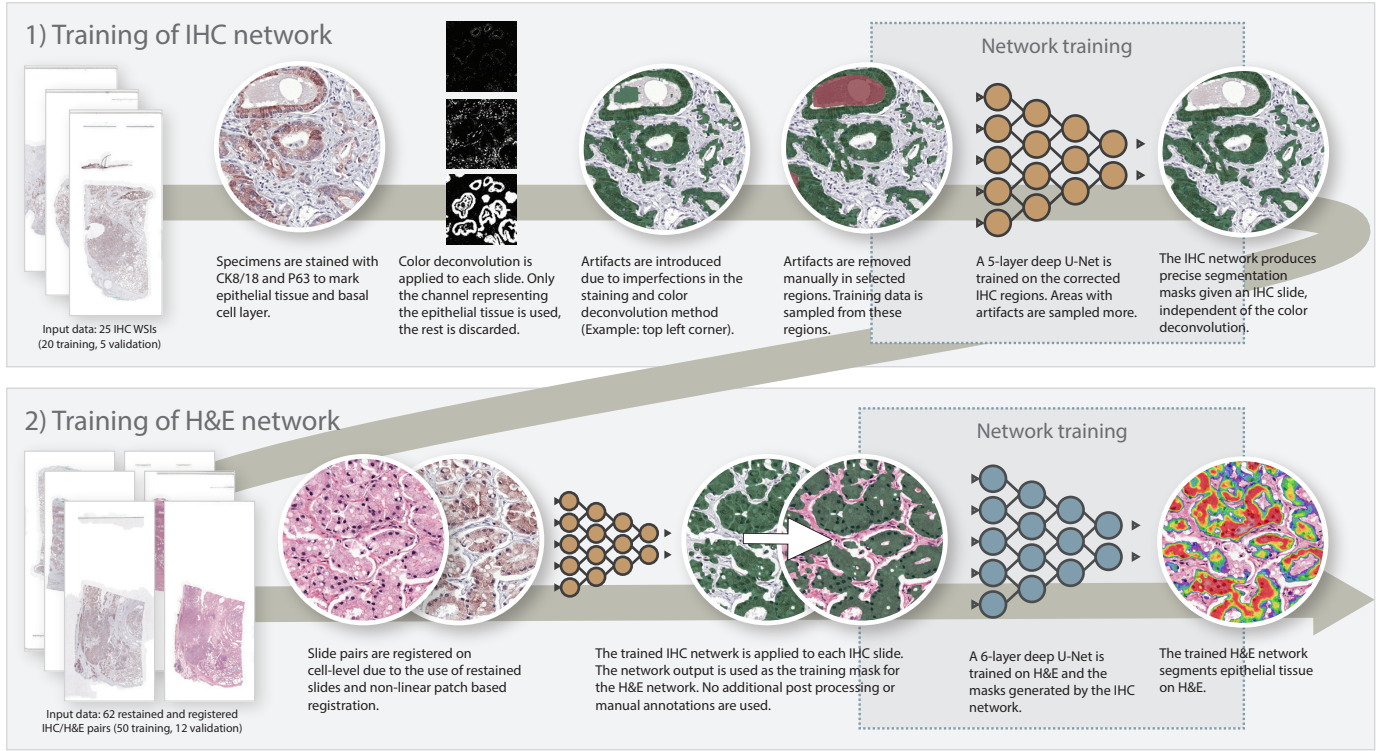 1) Training of IHC network
Network training
Specimens are stained with
CK8/18 and P63 to mark
epithelial tissue and basal
cell layer.
Color deconvolution is
applied to each slide. Only
the channel representing
the epithelial tissue is used,
the rest is discarded.
Artifacts are introduced
due to imperfections in the
staining and color
deconvolution method
(Example: top left corner).
Artifacts are removed
manually in selected
regions. Training data is
sampled from these
regions.
A 5-layer deep U-Net is
trained on the corrected
IHC regions. Areas with
artifacts are sampled more.
The IHC network produces
precise segmentation
masks given an IHC slide,
independent of the color
deconvolution.
Input data: 25 IHC WSIs
(20 training, 5 validation)
2) Training of H&E network
Network training
Slide pairs are registered on
cell-level due to the use of restained
slides and non-linear patch based
registration.
The trained IHC netwerk is applied to each IHC slide.
The network output is used as the training mask for
the H&E network. No additional post processing or
manual annotations are used.
A 6-layer deep U-Net is
trained on H&E and the
masks generated by the IHC
network.
The trained H&E network
segments epithelial tissue
on H&E.
Input data: 62 restained and registered
IHC/H&E pairs (50 training, 12 validation)